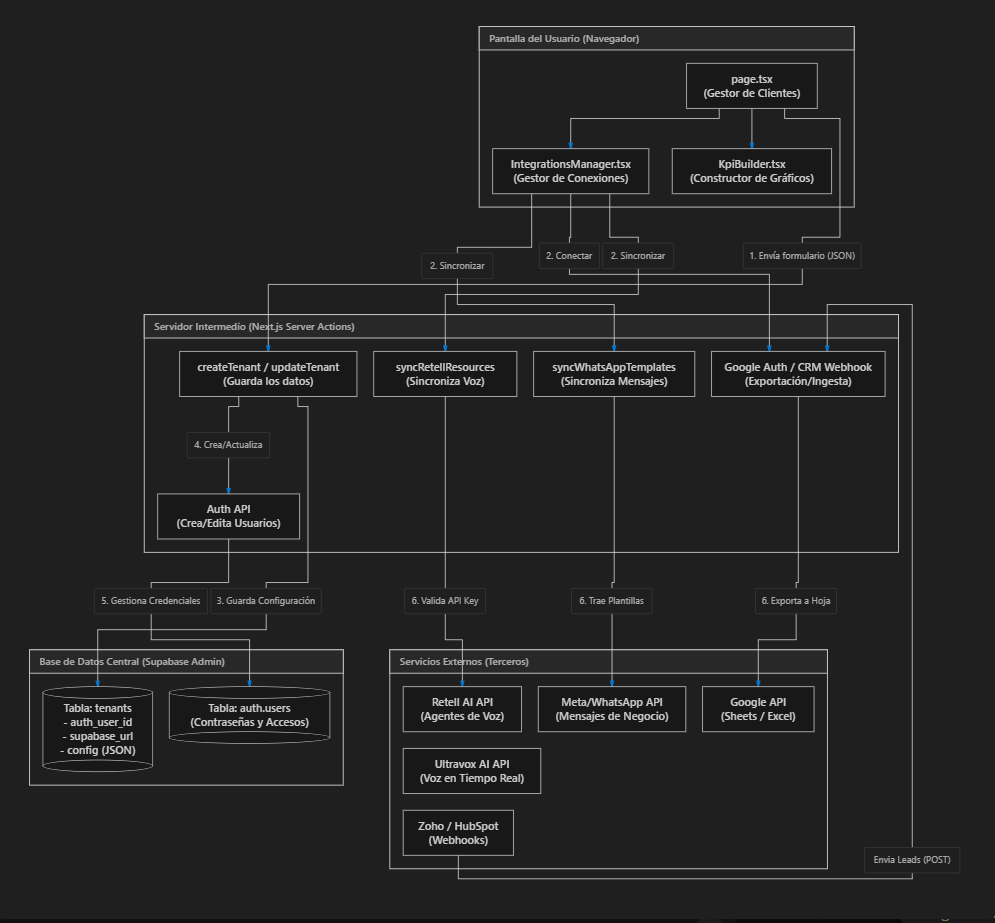 Pantalla del Usuario (Navegador)
page.tsx
(Gestor de Clientes)
IntegrationsManager.tsx
(Gestor de Conexiones)
KpiBuilder.tsx
(Constructor de Gráficos)
2. Sincronizar
2. Conectar
2. Sincronizar
1. Envía formulario (JSON)
Servidor Intermedio (Next.js Server Actions)
createTenant / updateTenant
(Guarda los datos)
syncRetellResources
(Sincroniza Voz)
syncWhatsAppTemplates
(Sincroniza Mensajes)
Google Auth / CRM Webhook
(Exportación/Ingesta)
4. Crea/Actualiza
Auth API
(Crea/Edita Usuarios)
5. Gestiona Credenciales
3. Guarda Configuración
6. Valida API Key
6. Trae Plantillas
6. Exporta a Hoja
Base de Datos Central (Supabase Admin)
Tabla: tenants
- auth_user_id
- supabase_url
- config (JSON)
Tabla: auth.users
(Contraseñas y Accesos)
Servicios Externos (Terceros)
Retell AI API
(Agentes de Voz)
Meta/WhatsApp API
(Mensajes de Negocio)
Google API
(Sheets / Excel)
Ultravox AI API
(Voz en Tiempo Real)
Zoho / HubSpot
(Webhooks)
Envia Leads (POST)